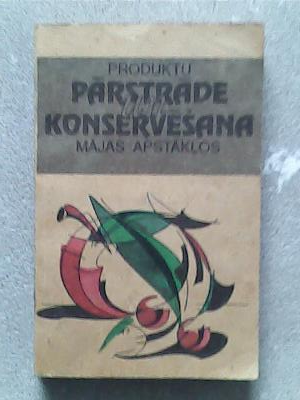 PRODUKTU
PĀRSTRĀDE
un
KONSERVĒŠANA
MĀJAS APSTĀKĻOS